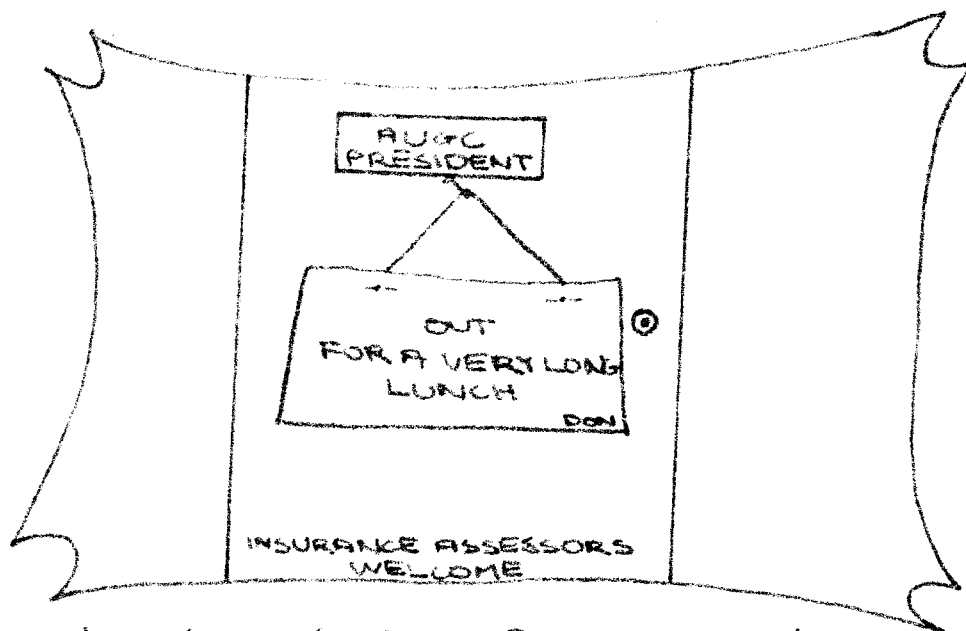 AUGC
PRESIDENT
OUT
FOR A VERY LONG
LUNCH
DON
INSURANCE ASSESSORS
WELCOME